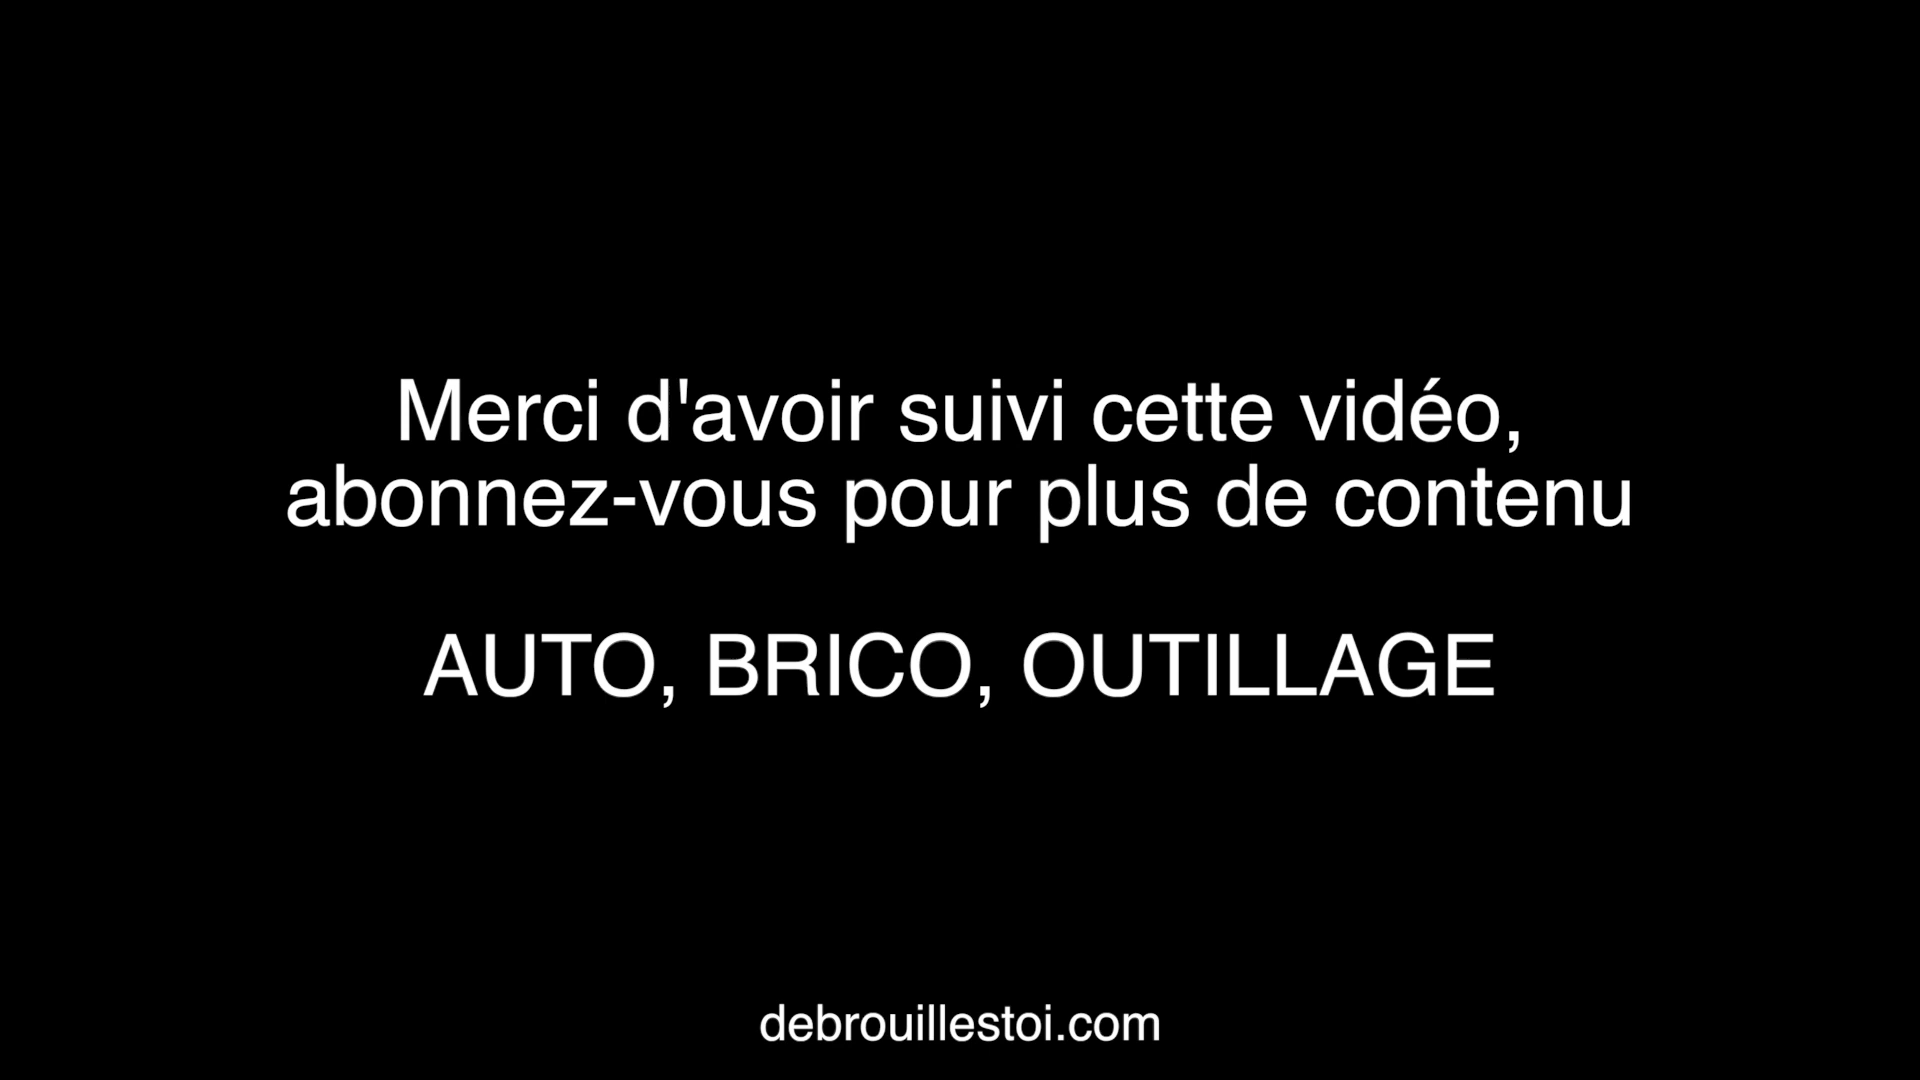 Merci d'avoir suivi cette vidéo,
abonnez-vous pour plus de contenu
AUTO, BRICO, OUTILLAGE
debrouillestoi.com